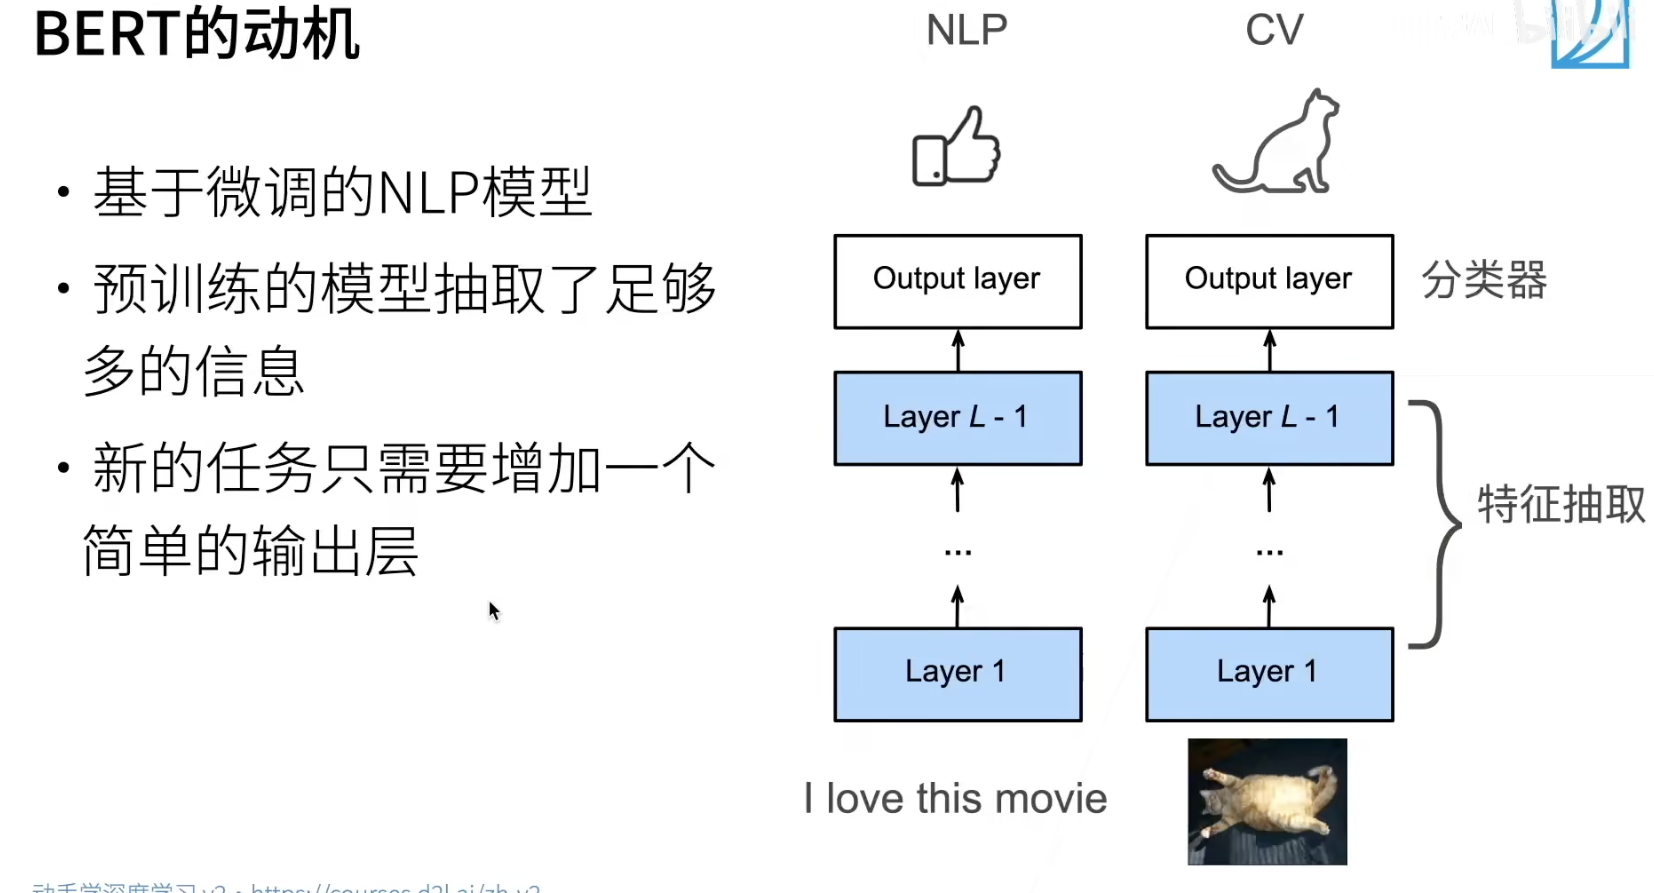 BERT的动机
NLP
CV
bilibili
• 基于微调的NLP模型
• 预训练的模型抽取了足够
多的信息
• 新的任务只需要增加一个
简单的输出层
Output layer
Output layer
分类器
Layer L - 1
Layer L - 1
...
...
特征抽取
Layer 1
Layer 1
I love this movie
动手学深度学习 v2 • https://courses.d2l.ai/zh-v2